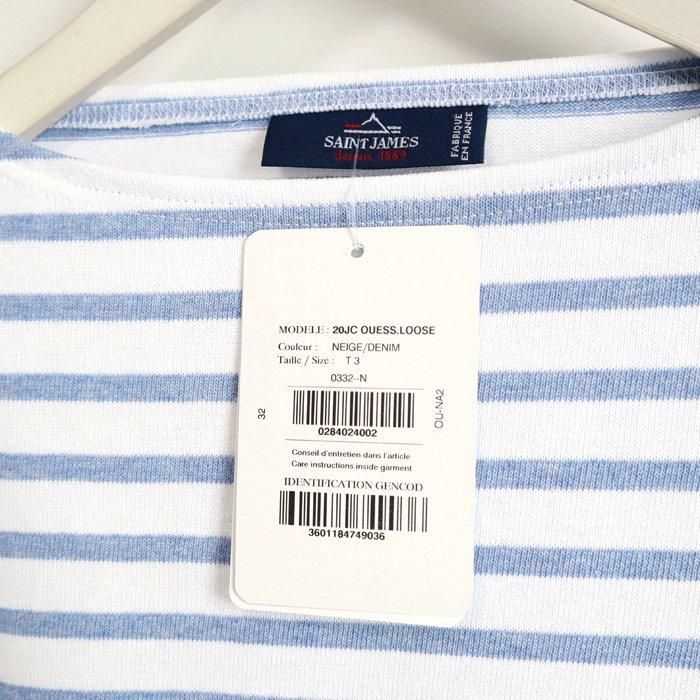 SAINT JAMES
depuis 1889
FABRIQUE
EN FRANCE
MODELE : 20JC OUESS.LOOSE
Couleur : NEIGE/DENIM
Taille / Size : T 3
0332--N
32
OU-NA2
0284024002
Conseil d'entretien dans l'article
Care instructions inside garment
IDENTIFICATION GENCOD
3601184749036